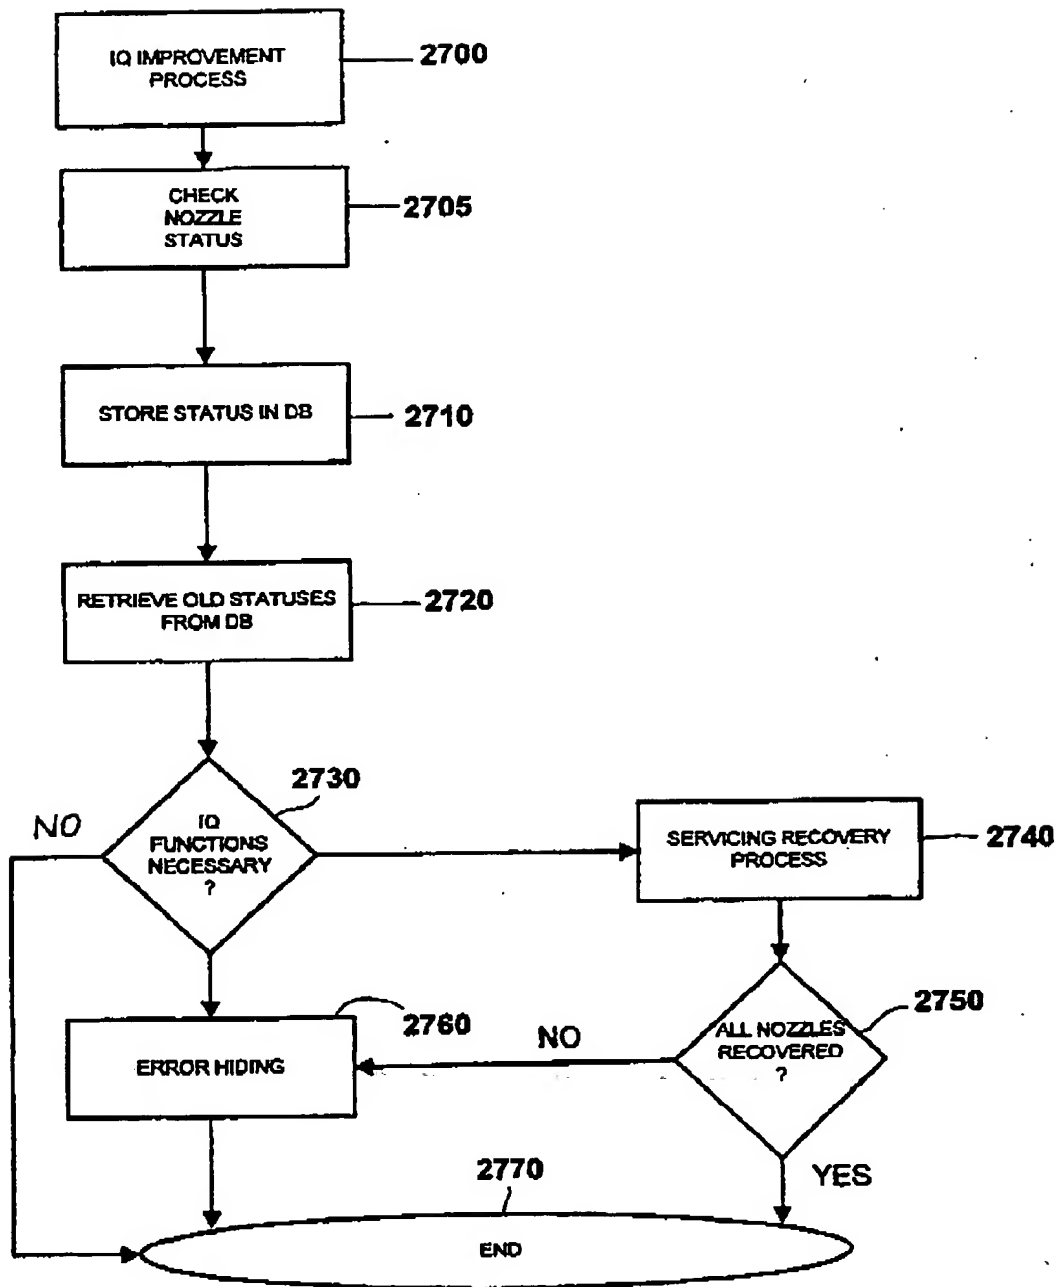 IQ IMPROVEMENT
PROCESS
2700
CHECK
NOZZLE
STATUS
2705
STORE STATUS IN DB
2710
RETRIEVE OLD STATUSES
FROM DB
2720
2730
NO
IQ
FUNCTIONS
NECESSARY
?
SERVICING RECOVERY
PROCESS
2740
2760
ERROR HIDING
NO
2750
ALL NOZZLES
RECOVERED
?
YES
2770
END